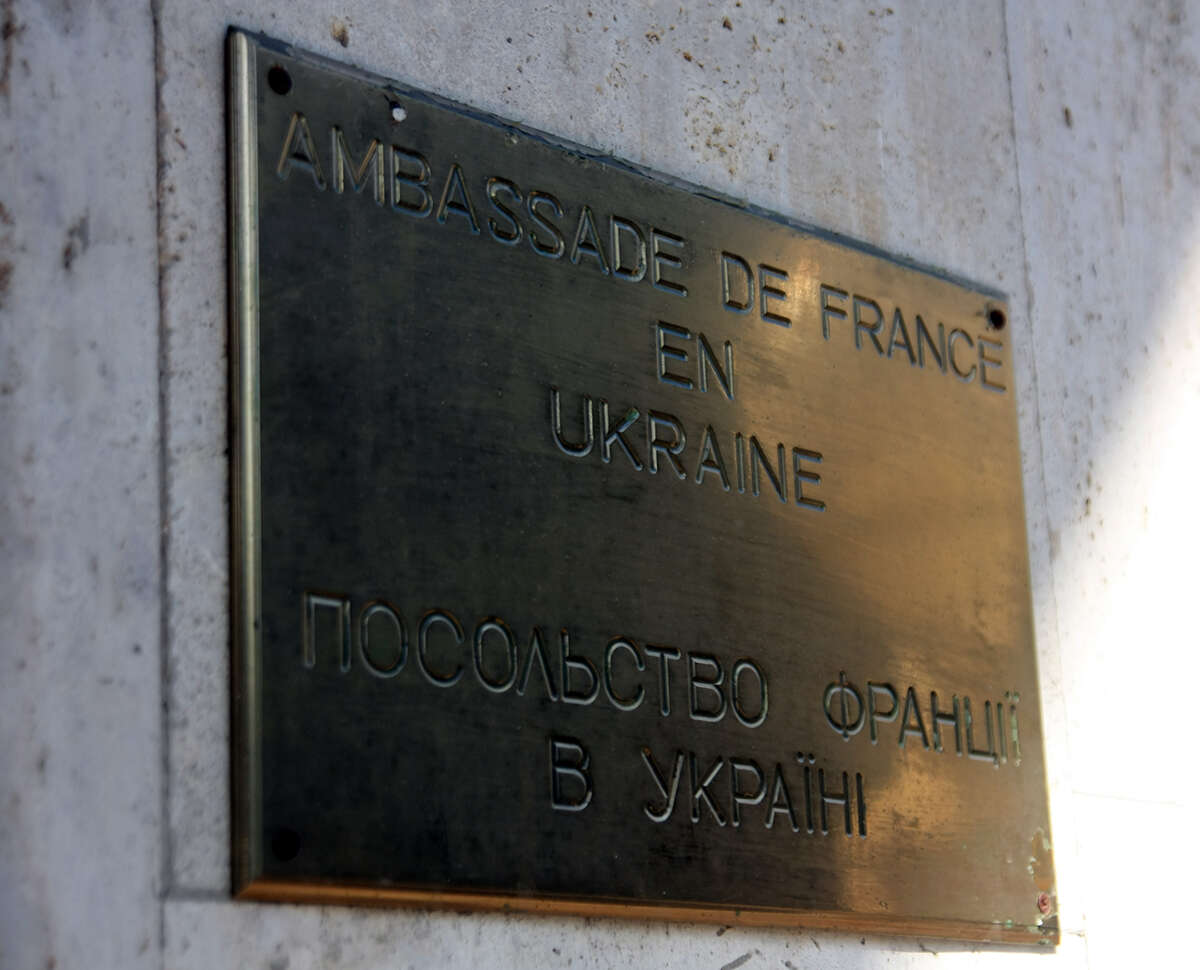 AMBASSADE DE FRANCE
EN
UKRAINE
ПОСОЛЬСТВО ФРАНЦІЇ
В УКРАЇНІ